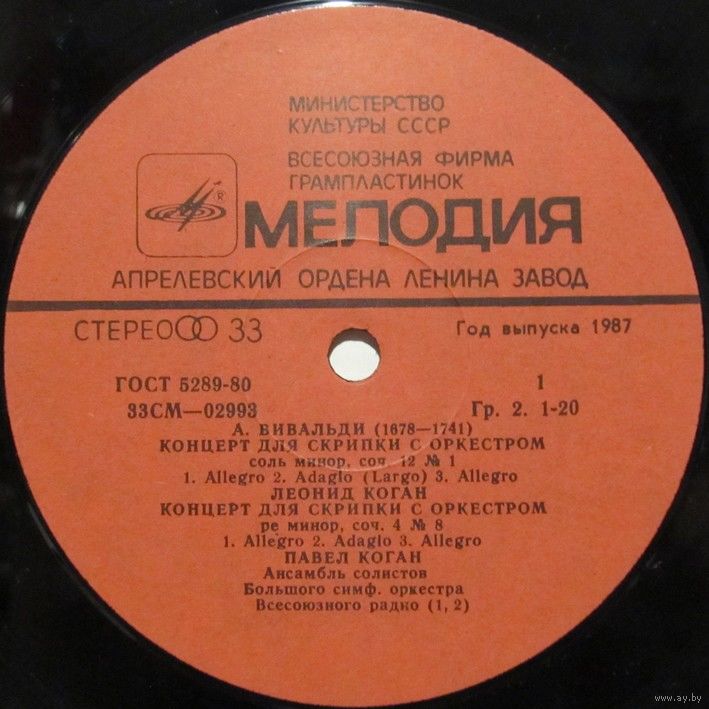 МИНИСТЕРСТВО
КУЛЬТУРЫ СССР
ВСЕСОЮЗНАЯ ФИРМА
ГРАМПЛАСТИНОК
®
МЕЛОДИЯ
АПРЕЛЕВСКИЙ ОРДЕНА ЛЕНИНА ЗАВОД
СТЕРЕО 33 Год выпуска 1987
ГОСТ 5289-80 1
33СМ—02993 Гр. 2. 1-20
А. ВИВАЛЬДИ (1678—1741)
КОНЦЕРТ ДЛЯ СКРИПКИ С ОРКЕСТРОМ
соль минор, соч. 12 № 1
1. Allegro 2. Adagio (Largo) 3. Allegro
ЛЕОНИД КОГАН
КОНЦЕРТ ДЛЯ СКРИПКИ С ОРКЕСТРОМ
ре минор, соч. 4 № 8
1. Allegro 2. Adagio 3. Allegro
ПАВЕЛ КОГАН
Ансамбль солистов
Большого симф. оркестра
Всесоюзного радио (1, 2)
www.ay.by